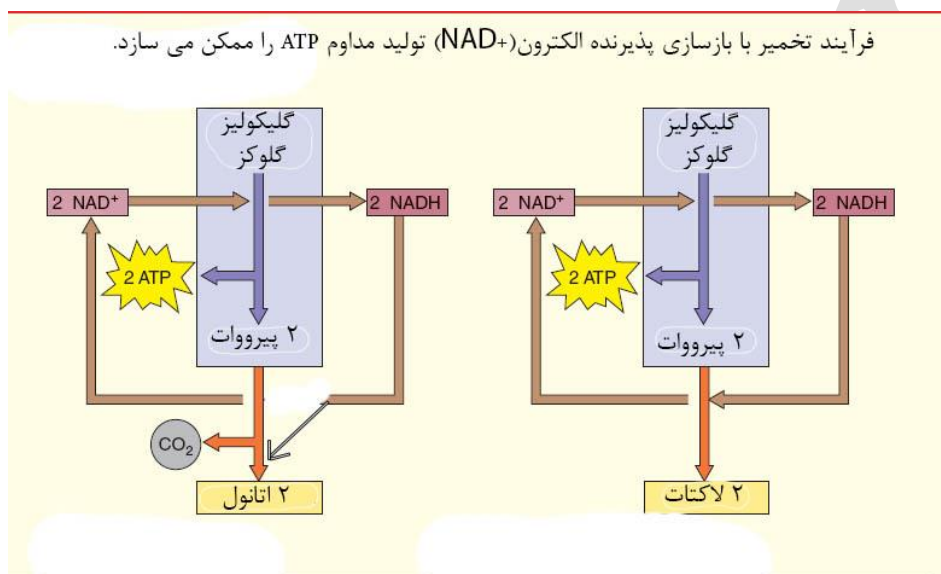 فرآیند تخمیر با بازسازی پذیرنده الکترون(NAD+) تولید مداوم ATP را ممکن می سازد.
گلیکولیز
گلوکز
2 NAD⁺
2 NADH
2 ATP
۲ پیرووات
CO₂
۲ اتانول
گلیکولیز
گلوکز
2 NAD⁺
2 NADH
2 ATP
۲ پیرووات
۲ لاکتات